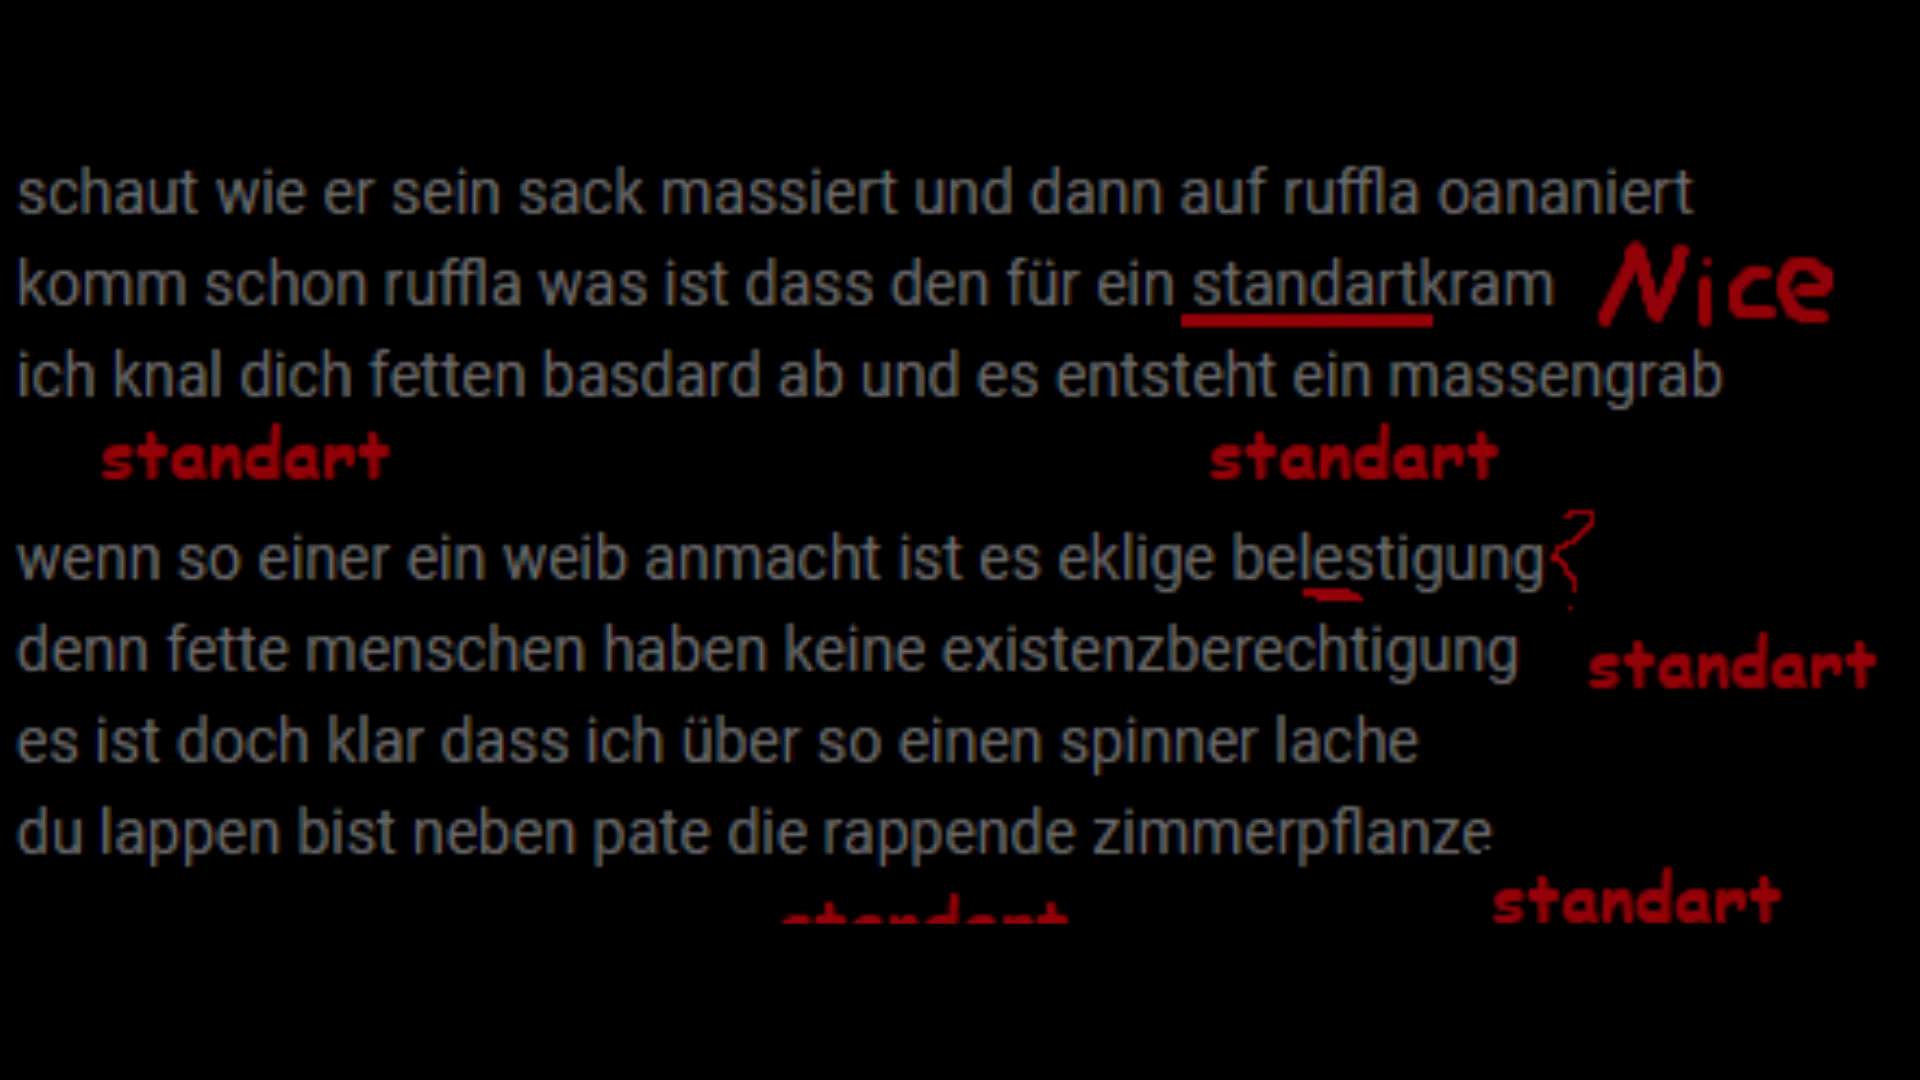 schaut wie er sein sack massiert und dann auf ruffla oananiert
komm schon ruffla was ist dass den für ein standartkram Nice
ich knal dich fetten basdard ab und es entsteht ein massengrab
standart standart
wenn so einer ein weib anmacht ist es eklige belestigung ?
denn fette menschen haben keine existenzberechtigung standart
es ist doch klar dass ich über so einen spinner lache
du lappen bist neben pate die rappende zimmerpflanze
standart standart